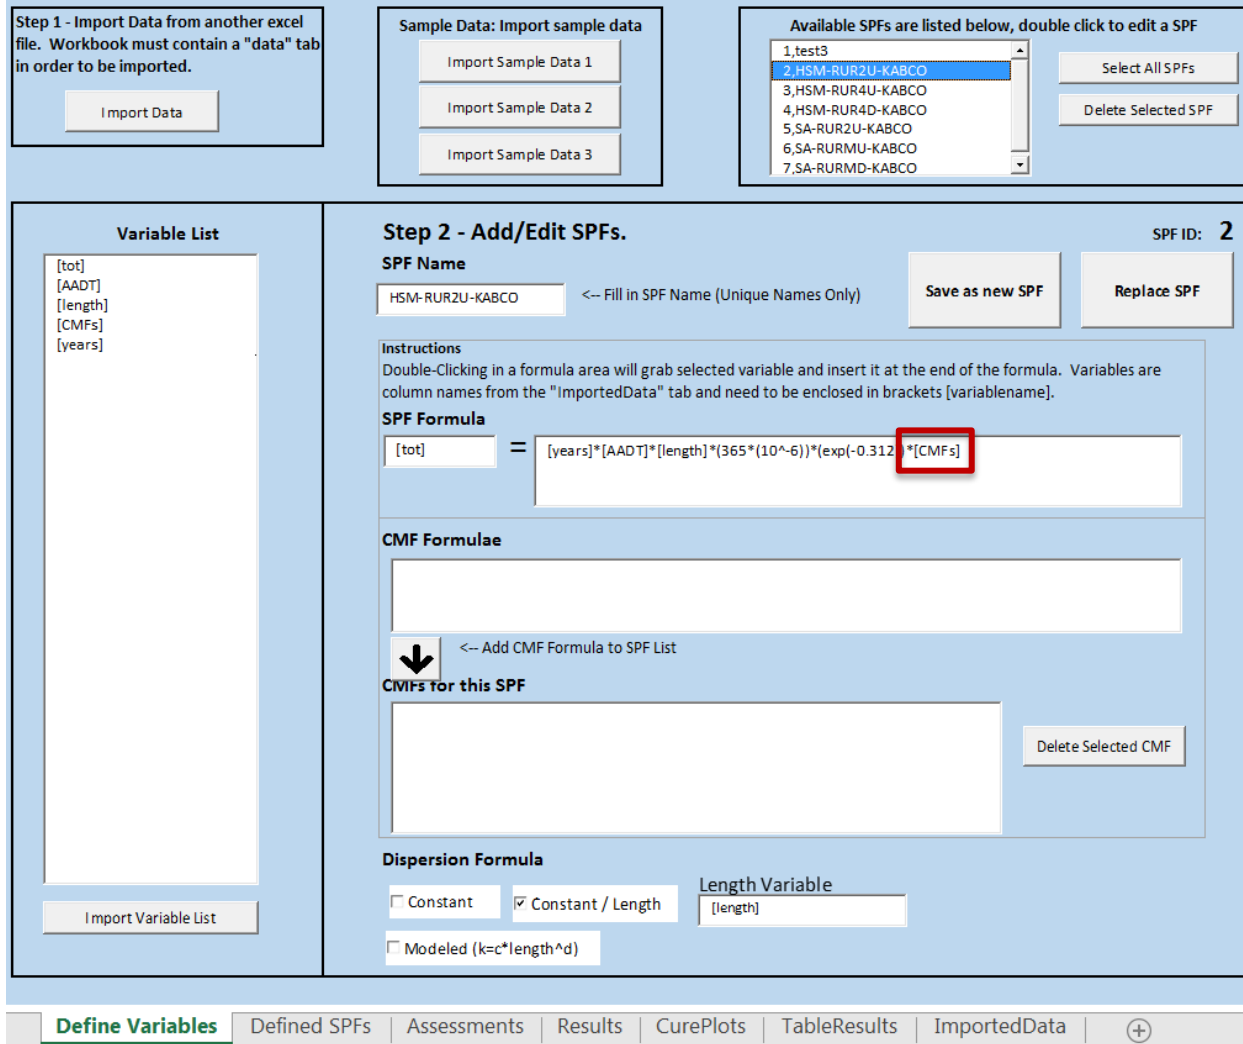 Step 1 - Import Data from another excel
file. Workbook must contain a "data" tab
in order to be imported.
Import Data
Sample Data: Import sample data
Import Sample Data 1
Import Sample Data 2
Import Sample Data 3
Available SPFs are listed below, double click to edit a SPF
1,test3
2,HSM-RUR2U-KABCO
3,HSM-RUR4U-KABCO
4,HSM-RUR4D-KABCO
5,SA-RUR2U-KABCO
6,SA-RURMU-KABCO
7,SA-RURMD-KABCO
Select All SPFs
Delete Selected SPF
Variable List
[tot]
[AADT]
[length]
[CMFs]
[years]
Import Variable List
Step 2 - Add/Edit SPFs.
SPF ID: 2
SPF Name
HSM-RUR2U-KABCO
<-- Fill in SPF Name (Unique Names Only)
Save as new SPF
Replace SPF
Instructions
Double-Clicking in a formula area will grab selected variable and insert it at the end of the formula. Variables are
column names from the "ImportedData" tab and need to be enclosed in brackets [variablename].
SPF Formula
[tot] = [years]*[AADT]*[length]*(365*(10^-6))*(exp(-0.312))*[CMFs]
CMF Formulae
<-- Add CMF Formula to SPF List
CMFs for this SPF
Delete Selected CMF
Dispersion Formula
Constant
Constant / Length
Length Variable
[length]
Modeled (k=c*length^d)
Define Variables
Defined SPFs
Assessments
Results
CurePlots
TableResults
ImportedData